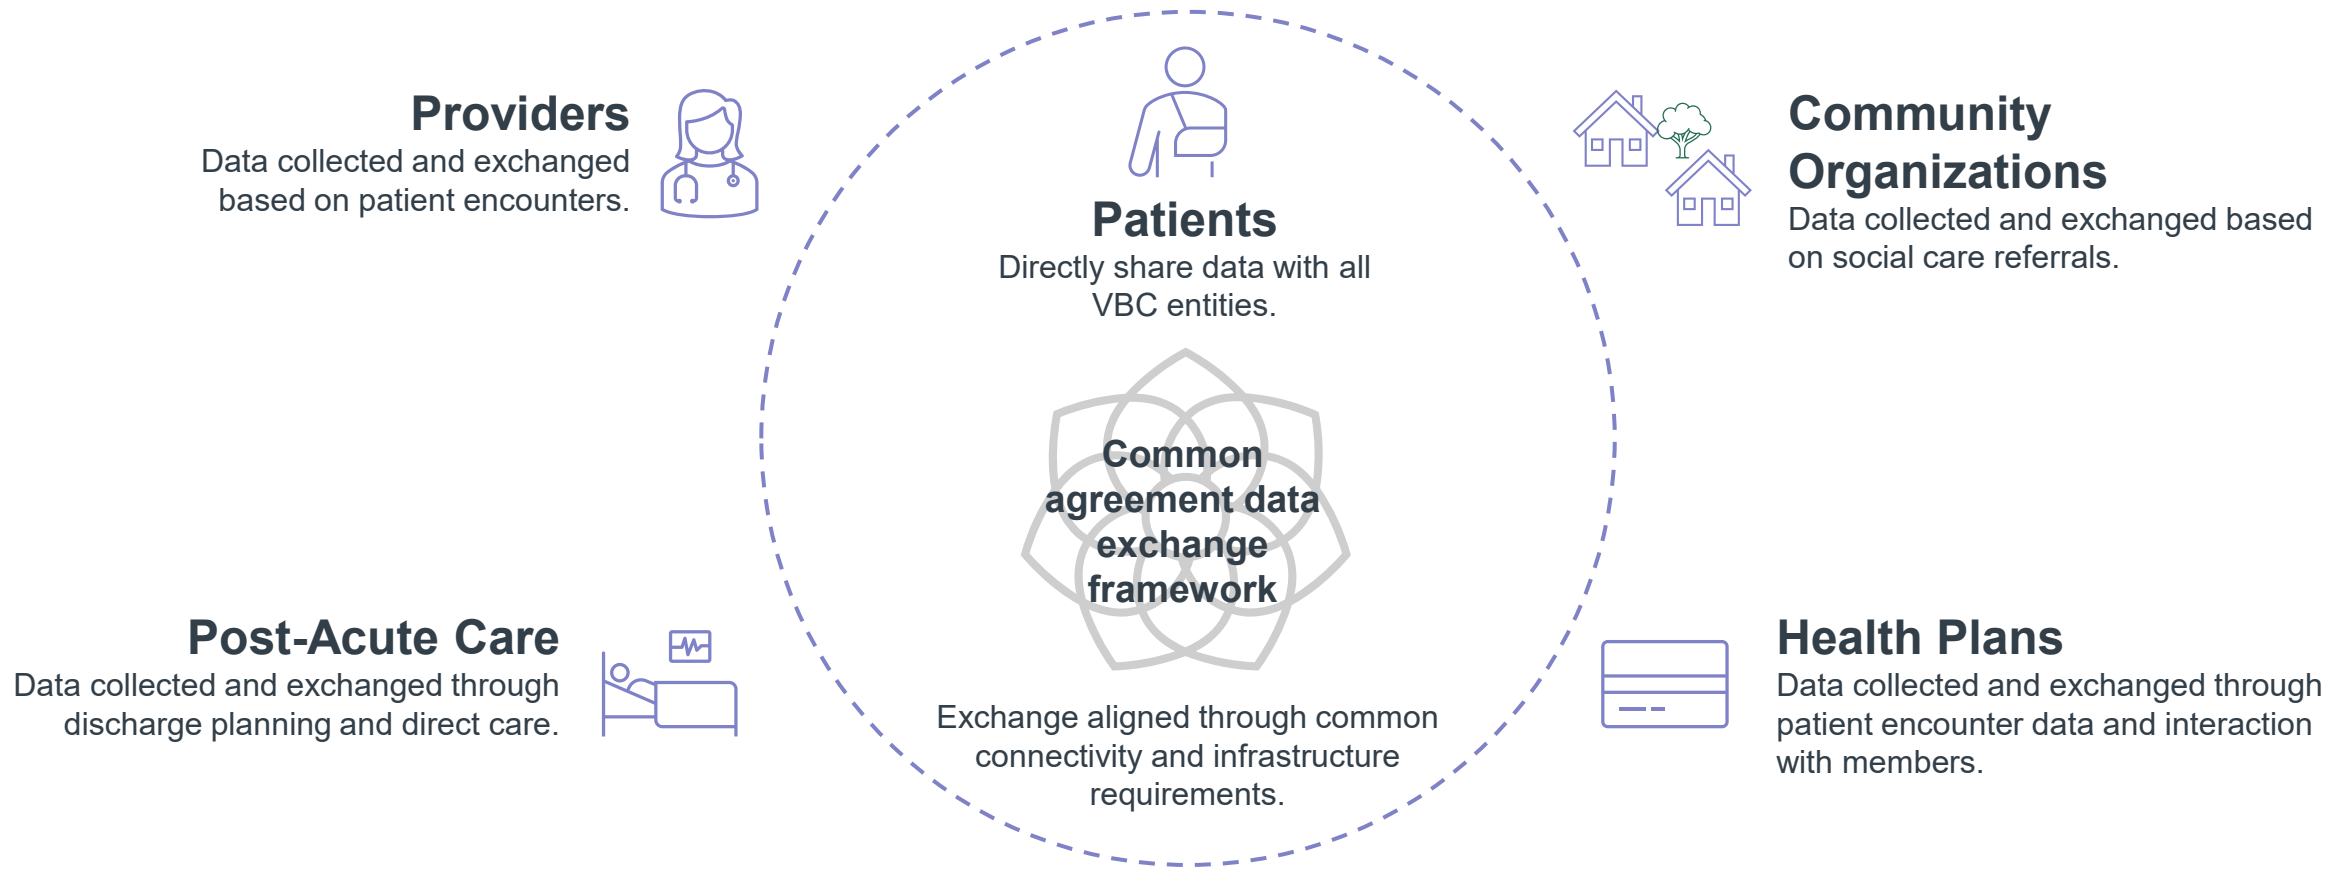 Providers
Data collected and exchanged
based on patient encounters.
Patients
Directly share data with all
VBC entities.
Community
Organizations
Data collected and exchanged based
on social care referrals.
Common
agreement data
exchange
framework
Post-Acute Care
Data collected and exchanged through
discharge planning and direct care.
Exchange aligned through common
connectivity and infrastructure
requirements.
Health Plans
Data collected and exchanged through
patient encounter data and interaction
with members.